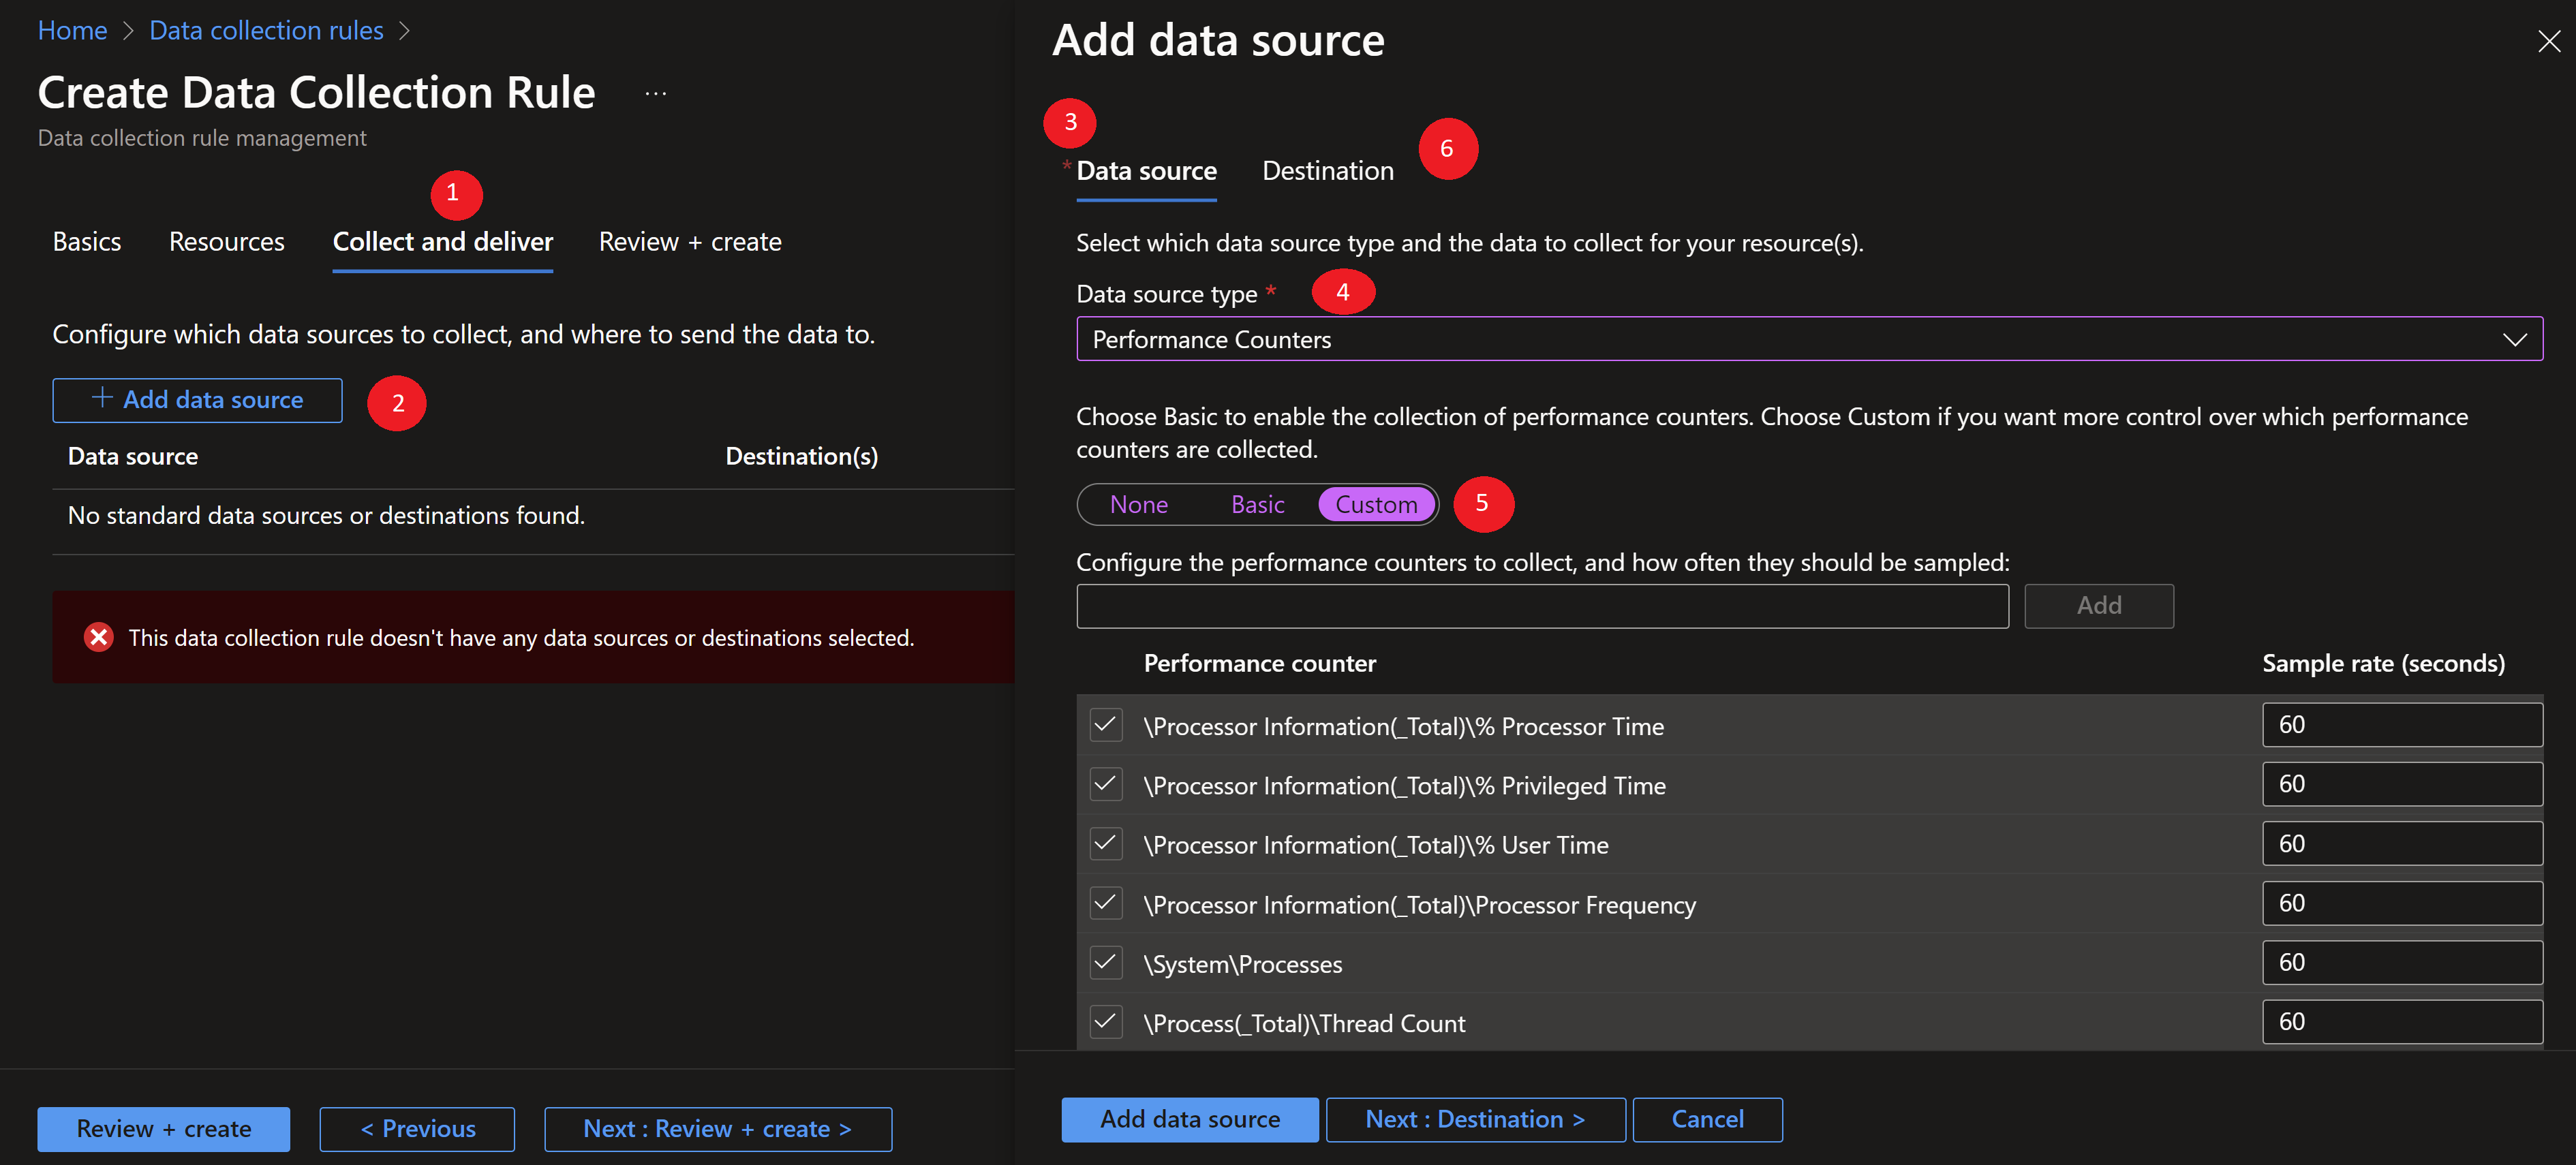 Home > Data collection rules >
Create Data Collection Rule ...
Data collection rule management
1
Basics Resources Collect and deliver Review + create
Configure which data sources to collect, and where to send the data to.
+ Add data source 2
Data source Destination(s)
No standard data sources or destinations found.
This data collection rule doesn't have any data sources or destinations selected.
Review + create < Previous Next : Review + create >
Add data source
3 6
* Data source Destination
Select which data source type and the data to collect for your resource(s).
Data source type * 4
Performance Counters
Choose Basic to enable the collection of performance counters. Choose Custom if you want more control over which performance
counters are collected.
None Basic Custom 5
Configure the performance counters to collect, and how often they should be sampled:
Add
Performance counter Sample rate (seconds)
\Processor Information(_Total)\% Processor Time 60
\Processor Information(_Total)\% Privileged Time 60
\Processor Information(_Total)\% User Time 60
\Processor Information(_Total)\Processor Frequency 60
\System\Processes 60
\Process(_Total)\Thread Count 60
Add data source Next : Destination > Cancel